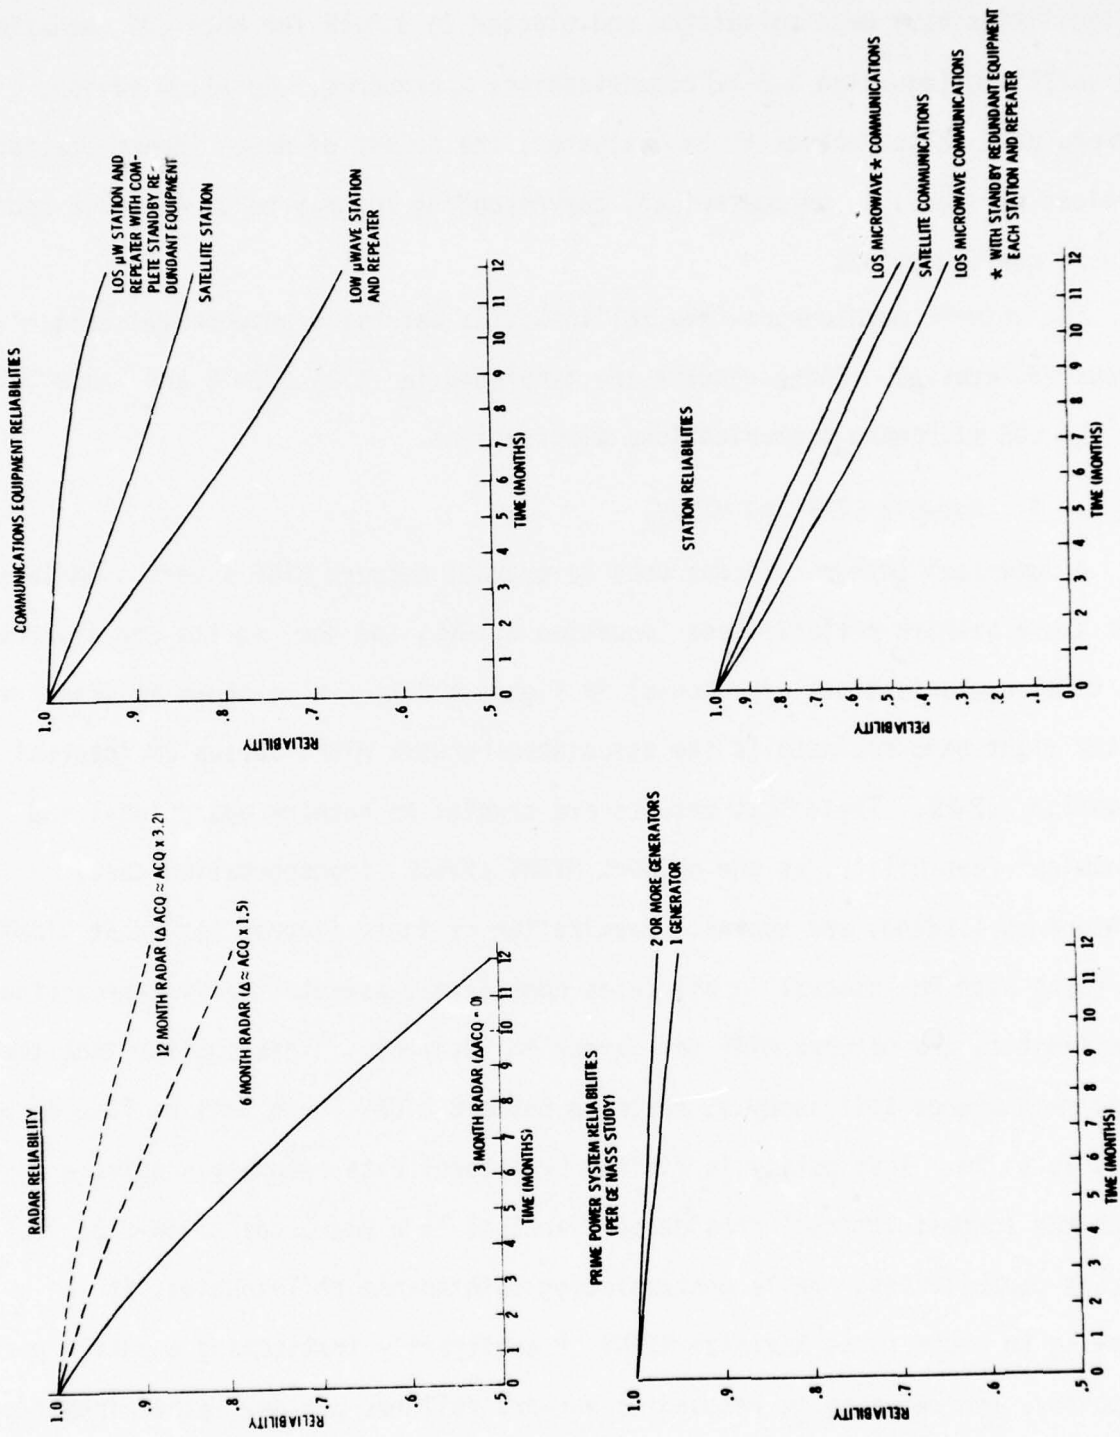 RADAR RELIABILITY
12 MONTH RADAR (Δ ACQ ≈ ACQ x 3.2)
6 MONTH RADAR (Δ ≈ ACQ x 1.5)
3 MONTH RADAR (ΔACQ = 0)
RELIABILITY
1.0
.9
.8
.7
.6
.5
0 1 2 3 4 5 6 7 8 9 10 11 12
TIME (MONTHS)
COMMUNICATIONS EQUIPMENT RELIABILITIES
LOS µW STATION AND
REPEATER WITH COM-
PLETE STANDBY RE-
DUNDANT EQUIPMENT
SATELLITE STATION
LOW µWAVE STATION
AND REPEATER
RELIABILITY
1.0
.9
.8
.7
.6
.5
0 1 2 3 4 5 6 7 8 9 10 11 12
TIME (MONTHS)
PRIME POWER SYSTEM RELIABILITIES
(PER GE NASS STUDY)
2 OR MORE GENERATORS
1 GENERATOR
RELIABILITY
1.0
.9
.8
.7
.6
.5
0 1 2 3 4 5 6 7 8 9 10 11 12
TIME (MONTHS)
STATION RELIABILITIES
LOS MICROWAVE ★ COMMUNICATIONS
SATELLITE COMMUNICATIONS
LOS MICROWAVE COMMUNICATIONS
★ WITH STANDBY REDUNDANT EQUIPMENT
EACH STATION AND REPEATER
RELIABILITY
1.0
.9
.8
.7
.6
.5
.4
.3
.2
.1
0
0 1 2 3 4 5 6 7 8 9 10 11 12
TIME (MONTHS)